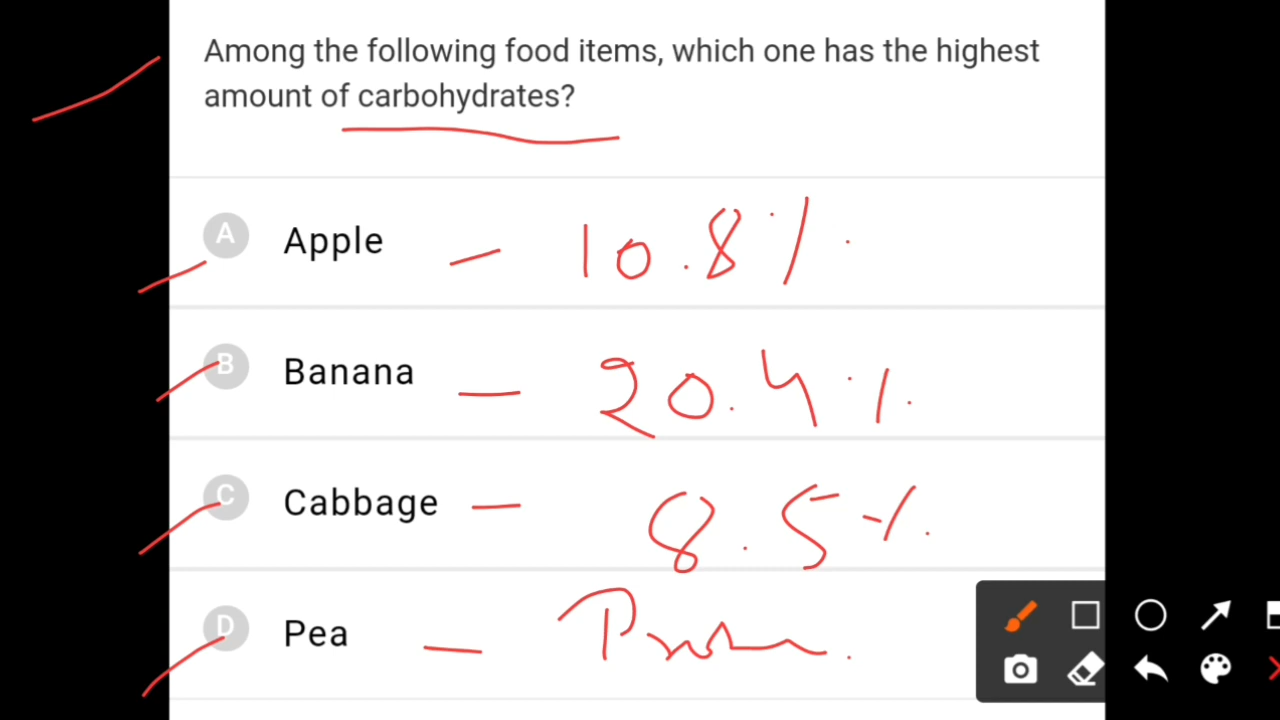 Among the following food items, which one has the highest
amount of carbohydrates?
A Apple - 10.8%.
B Banana - 20.4%.
C Cabbage - 8.5%.
D Pea -